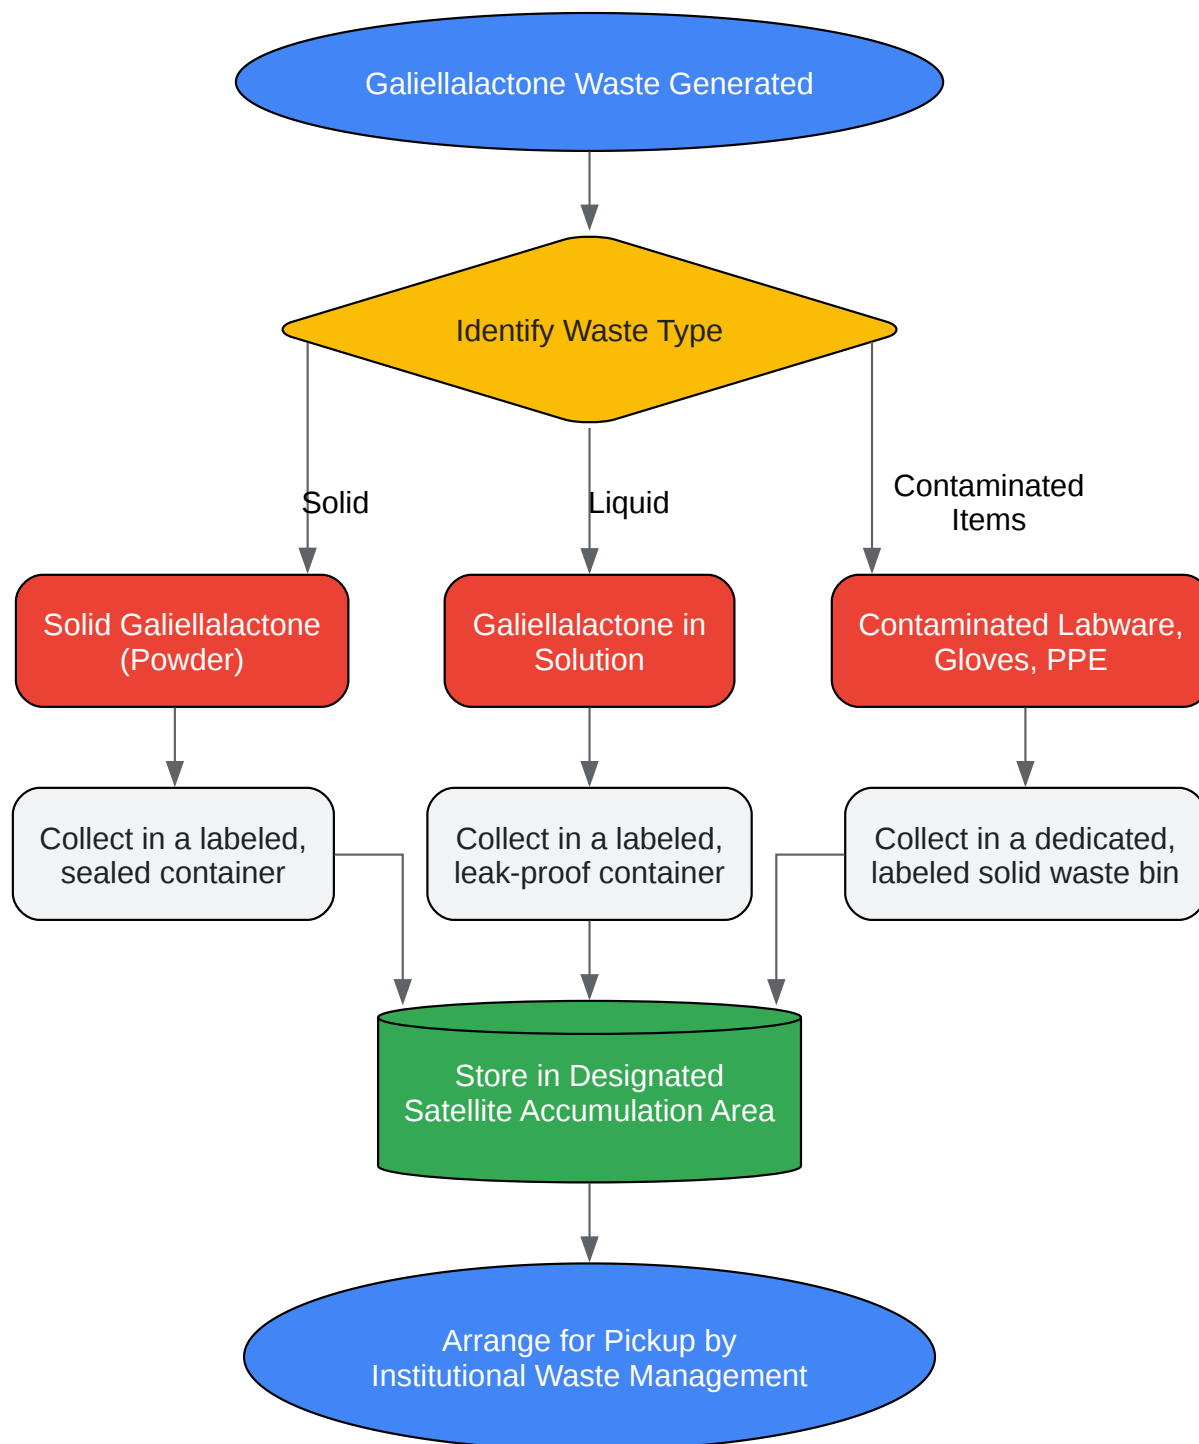 Galiellalactone Waste Generated
Identify Waste Type
Solid
Liquid
Contaminated
Items
Solid Galiellalactone
(Powder)
Galiellalactone in
Solution
Contaminated Labware,
Gloves, PPE
Collect in a labeled,
sealed container
Collect in a labeled,
leak-proof container
Collect in a dedicated,
labeled solid waste bin
Store in Designated
Satellite Accumulation Area
Arrange for Pickup by
Institutional Waste Management